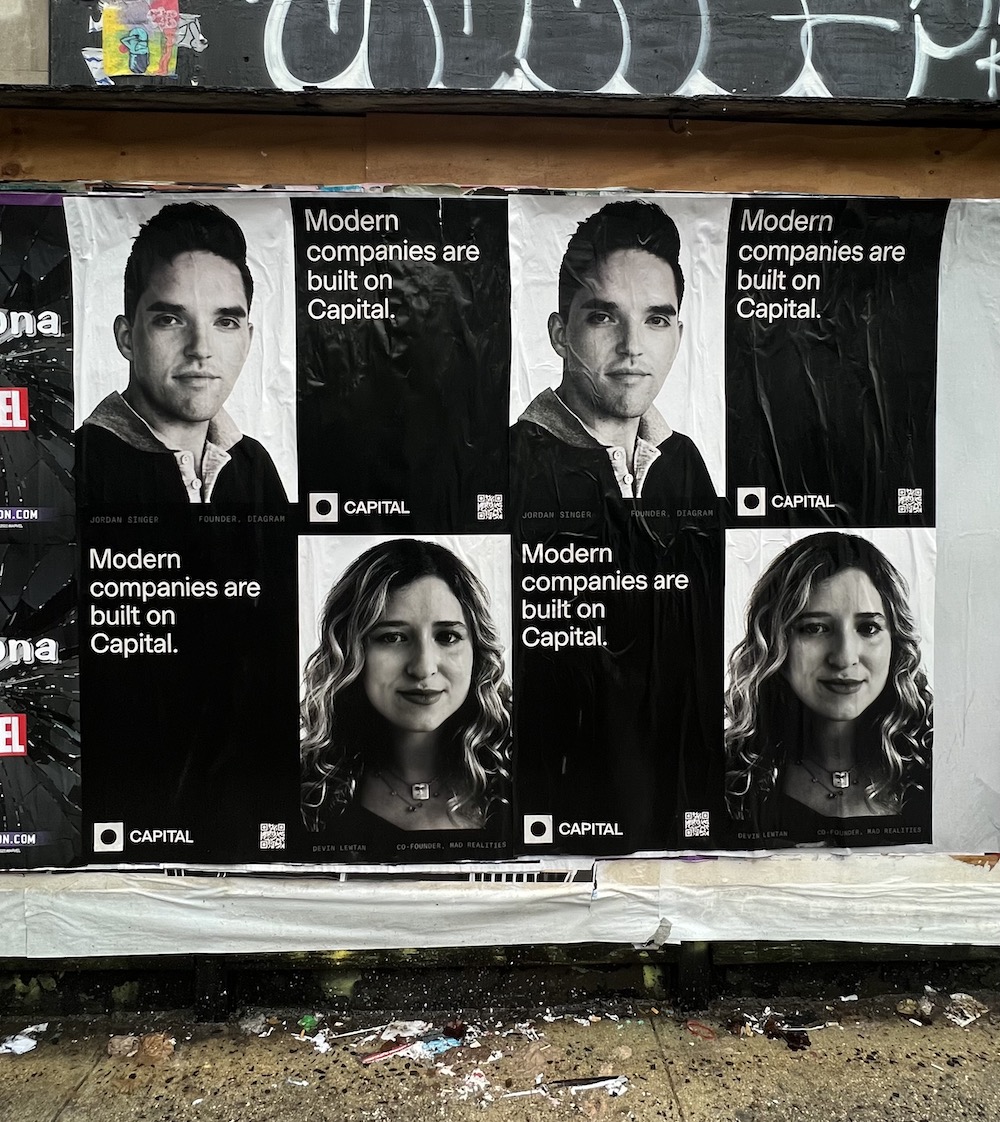 ona
EL
ON.COM
Modern
companies are
built on
Capital.
CAPITAL
JORDAN SINGER
FOUNDER, DIAGRAM
Modern
companies are
built on
Capital.
CAPITAL
JORDAN SINGER
FOUNDER, DIAGRAM
ona
EL
ON.COM
Modern
companies are
built on
Capital.
CAPITAL
DEVIN LEWTAN
CO-FOUNDER, MAD REALITIES
Modern
companies are
built on
Capital.
CAPITAL
DEVIN LEWTAN
CO-FOUNDER, MAD REALITIES